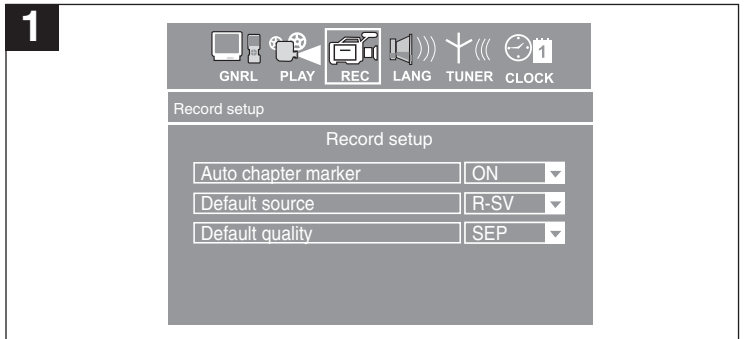 1
1
GNRL PLAY REC LANG TUNER CLOCK
Record setup
Record setup
Auto chapter marker ON
Default source R-SV
Default quality SEP